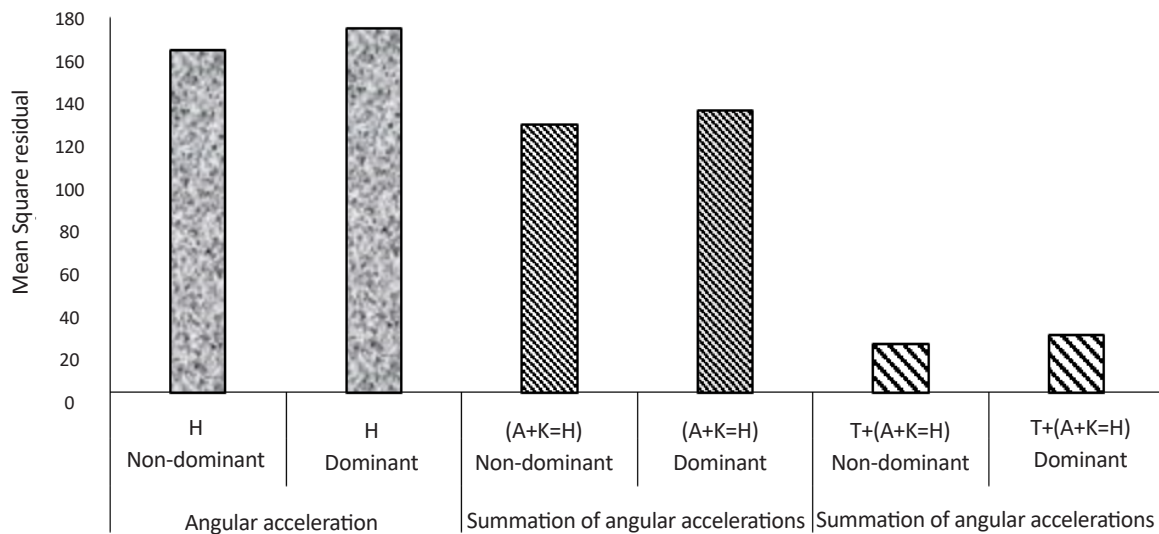 180
160
140
120
100
80
60
40
20
0
Mean Square residual
H
Non-dominant
H
Dominant
(A+K=H)
Non-dominant
(A+K=H)
Dominant
T+(A+K=H)
Non-dominant
T+(A+K=H)
Dominant
Angular acceleration
Summation of angular accelerations
Summation of angular accelerations